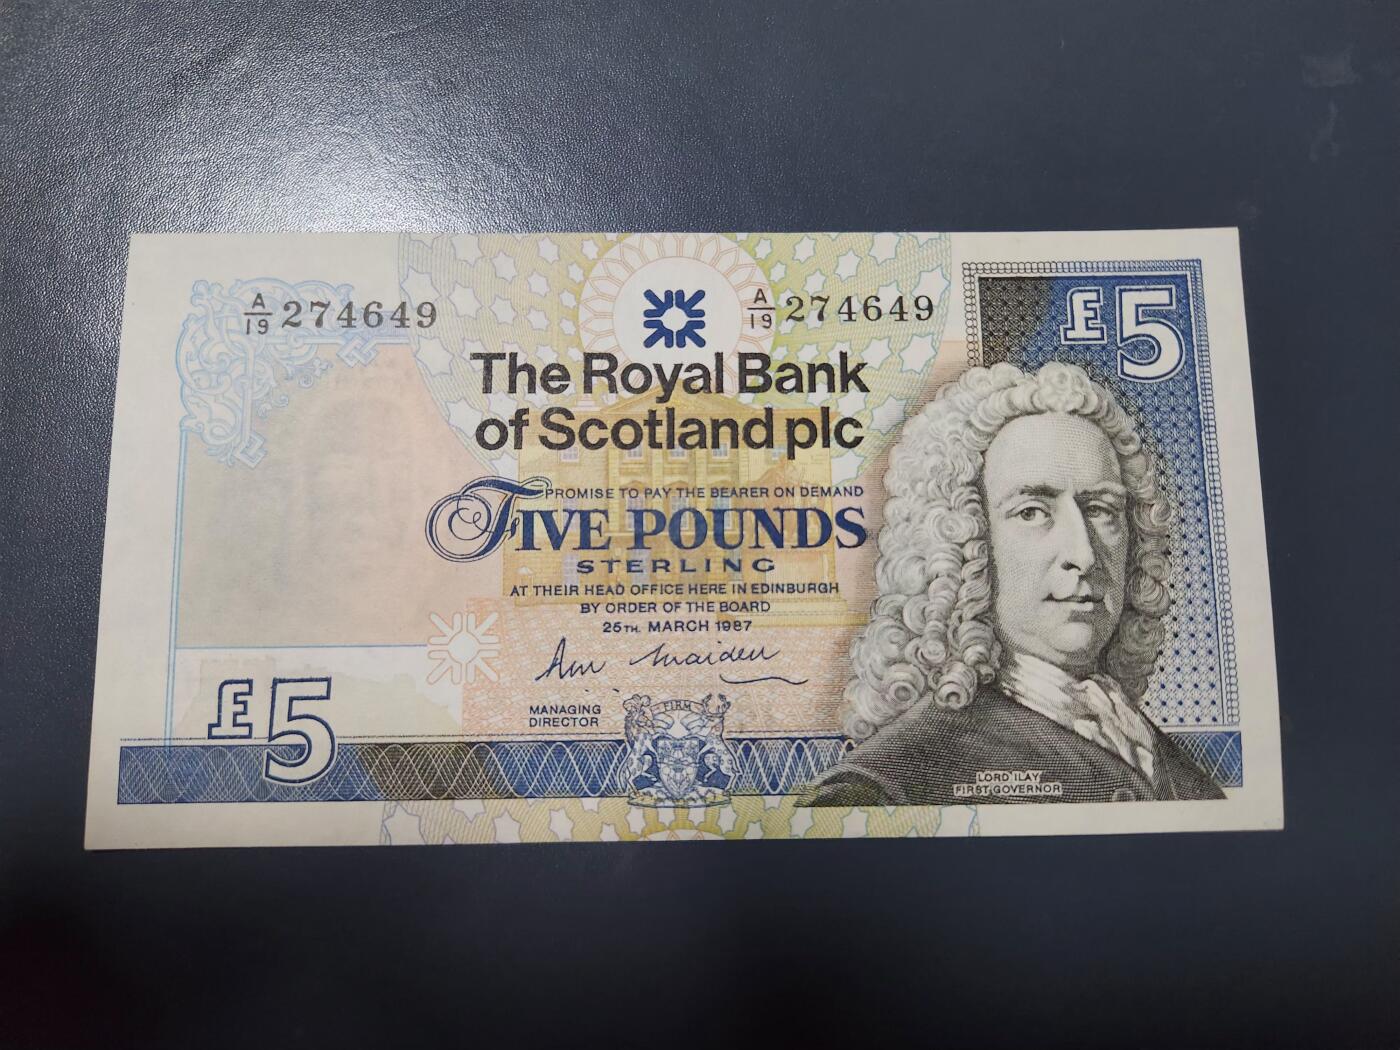 A/19 274649
A/19 274649
£5
The Royal Bank
of Scotland plc
PROMISE TO PAY THE BEARER ON DEMAND
FIVE POUNDS
STERLING
AT THEIR HEAD OFFICE HERE IN EDINBURGH
BY ORDER OF THE BOARD
25TH. MARCH 1987
MANAGING
DIRECTOR
FIRM
£5
LORD ILAY
FIRST GOVERNOR